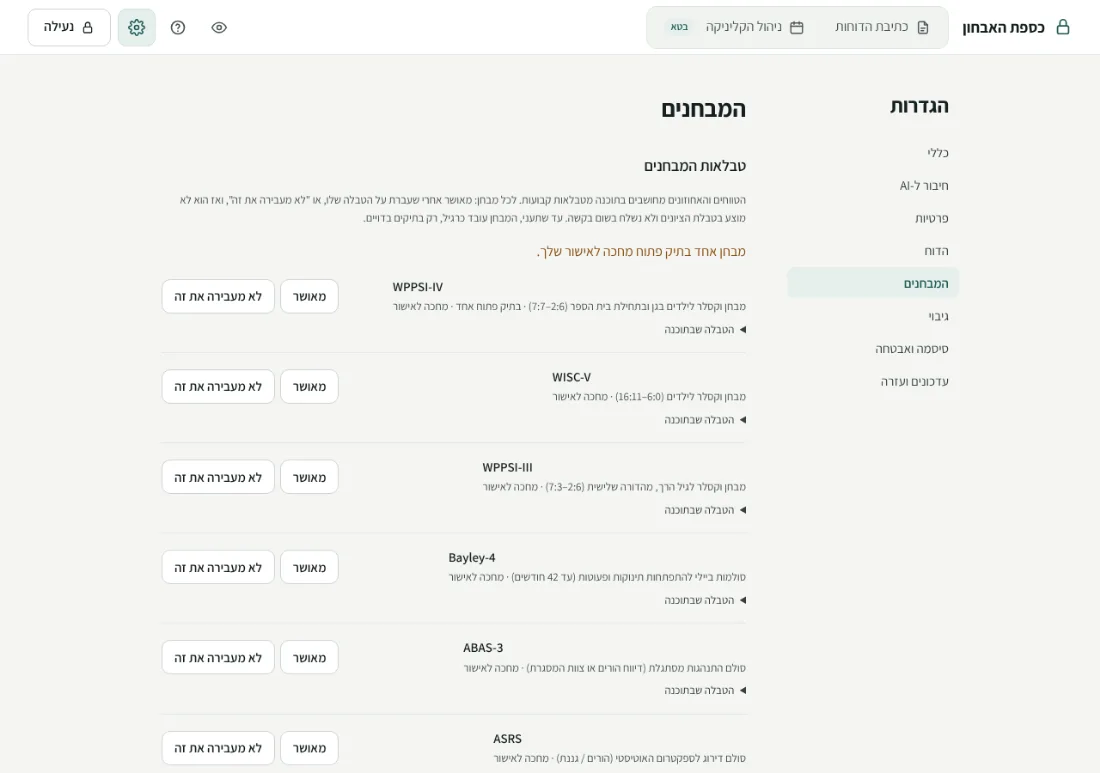 כספת האבחון
כתיבת הדוחות
ניהול הקליניקה
בטא
נעילה
הגדרות
כללי
חיבור ל-AI
פרטיות
הדוח
המבחנים
גיבוי
סיסמה ואבטחה
עדכונים ועזרה
המבחנים
טבלאות המבחנים
הטווחים והאחוזונים מחושבים בתוכנה מטבלאות קבועות. לכל מבחן: מאושר אחרי שעברת על הטבלה שלו, או "לא מעבירה את זה", ואז הוא לא
מוצע בטבלת הציונים ולא נשלח בשום בקשה. עד שתעני, המבחן עובד כרגיל, רק בתיקים בדויים.
מבחן אחד בתיק פתוח מחכה לאישור שלך.
WPPSI-IV
מבחן וקסלר לילדים בגן ובתחילת בית הספר (2:6–7:7) · בתיק פתוח אחד · מחכה לאישור
הטבלה שבתוכנה
מאושר
לא מעבירה את זה
WISC-V
מבחן וקסלר לילדים (6:0–16:11) · מחכה לאישור
הטבלה שבתוכנה
מאושר
לא מעבירה את זה
WPPSI-III
מבחן וקסלר לגיל הרך, מהדורה שלישית (2:6–7:3) · מחכה לאישור
הטבלה שבתוכנה
מאושר
לא מעבירה את זה
Bayley-4
סולמות ביילי להתפתחות תינוקות ופעוטות (עד 42 חודשים) · מחכה לאישור
הטבלה שבתוכנה
מאושר
לא מעבירה את זה
ABAS-3
סולם התנהגות מסתגלת (דיווח הורים או צוות המסגרת) · מחכה לאישור
הטבלה שבתוכנה
מאושר
לא מעבירה את זה
ASRS
סולם דירוג לספקטרום האוטיסטי (הורים / גננת) · מחכה לאישור
מאושר
לא מעבירה את זה